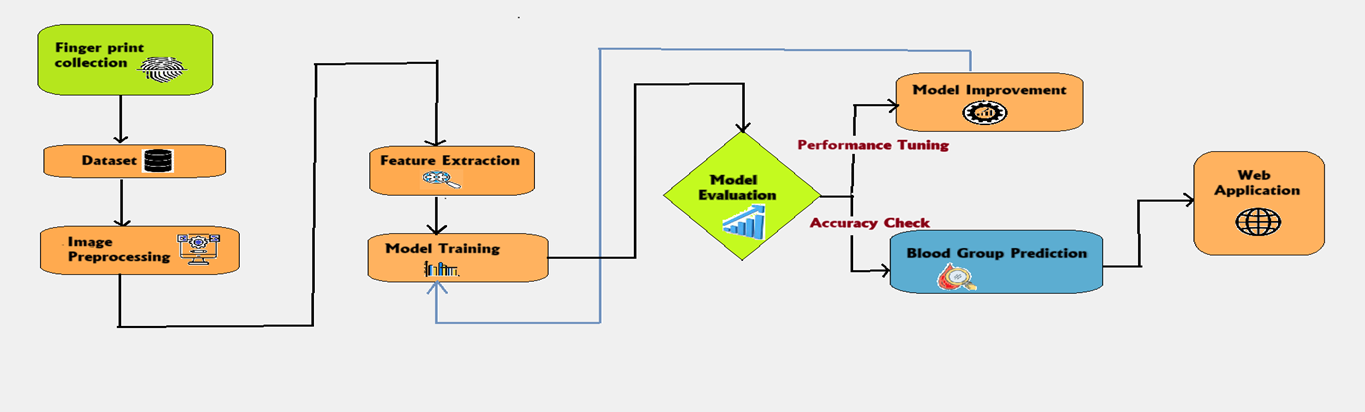 Finger print
collection
Dataset
Image
Preprocessing
Feature Extraction
Model Training
Model
Evaluation
Performance Tuning
Accuracy Check
Model Improvement
Blood Group Prediction
Web
Application